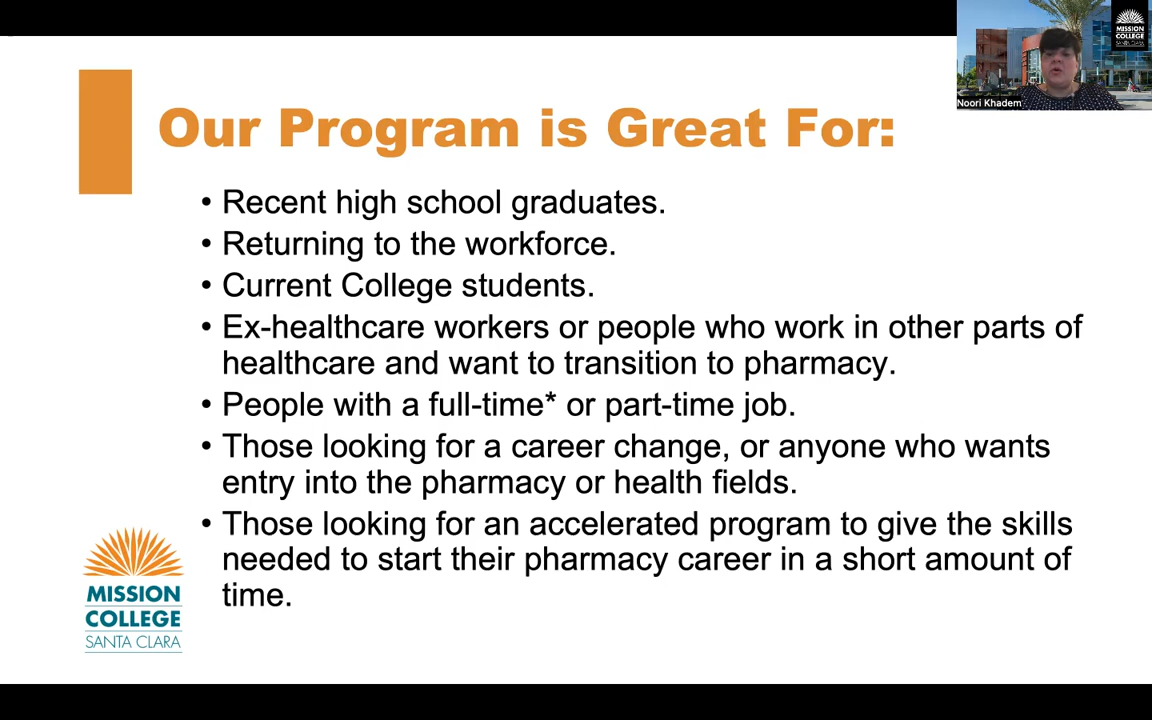 MISSION
COLLEGE
SANTA CLARA
Noori Khadem
Our Program is Great For:
• Recent high school graduates.
• Returning to the workforce.
• Current College students.
• Ex-healthcare workers or people who work in other parts of
healthcare and want to transition to pharmacy.
• People with a full-time* or part-time job.
• Those looking for a career change, or anyone who wants
entry into the pharmacy or health fields.
• Those looking for an accelerated program to give the skills
needed to start their pharmacy career in a short amount of
time.
MISSION
COLLEGE
SANTA CLARA